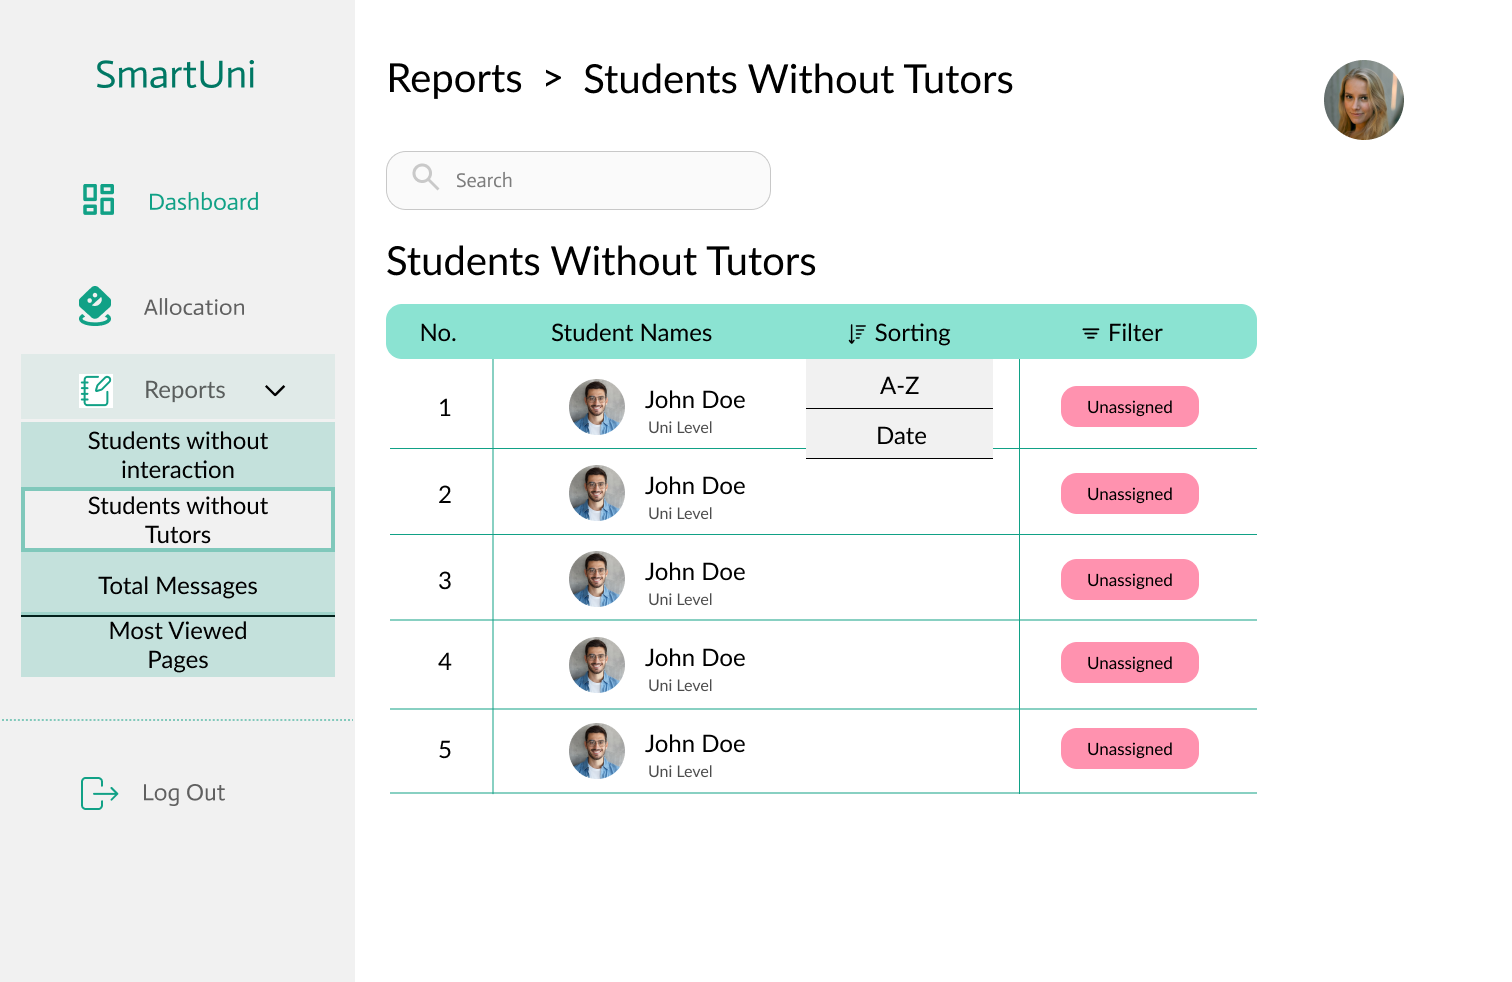 SmartUni
Dashboard
Allocation
Reports
Students without
interaction
Students without
Tutors
Total Messages
Most Viewed
Pages
Log Out
Reports > Students Without Tutors
Search
Students Without Tutors
No. Student Names Sorting Filter
A-Z
Date
1 John Doe Unassigned
Uni Level
2 John Doe Unassigned
Uni Level
3 John Doe Unassigned
Uni Level
4 John Doe Unassigned
Uni Level
5 John Doe Unassigned
Uni Level